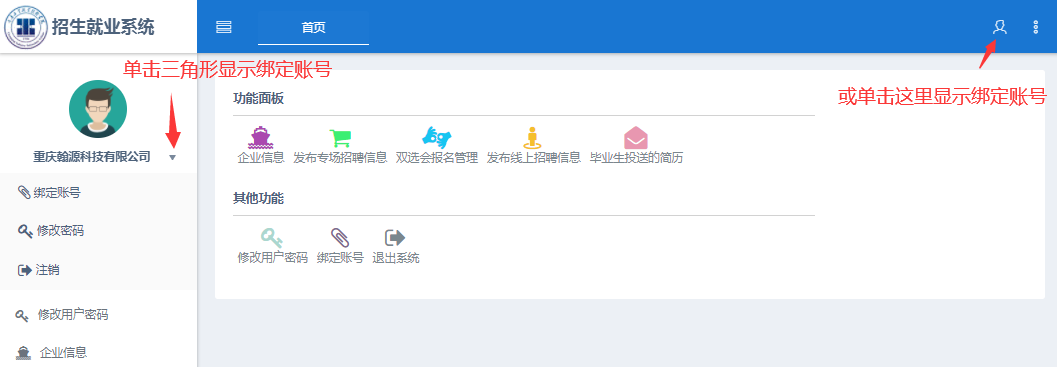 招生就业系统
首页
单击三角形显示绑定账号
或单击这里显示绑定账号
重庆翰源科技有限公司
绑定账号
修改密码
注销
修改用户密码
企业信息
功能面板
企业信息 发布专场招聘信息 双选会报名管理 发布线上招聘信息 毕业生投送的简历
其他功能
修改用户密码 绑定账号 退出系统